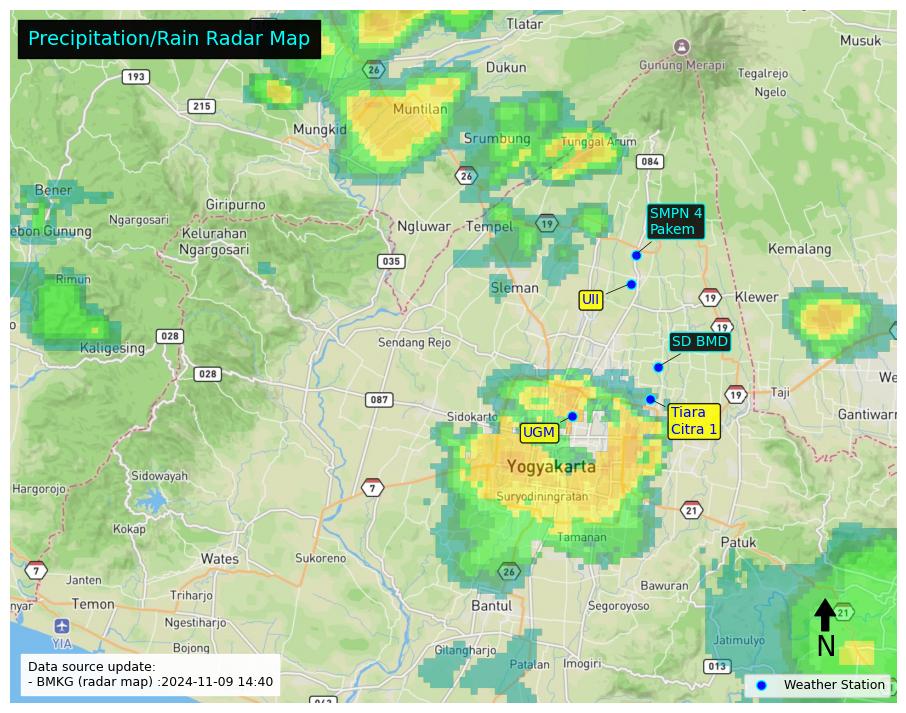 Precipitation/Rain Radar Map
Tlatar
Musuk
Gunung Merapi
Dukun
Tegalrejo
Ngelo
26
193
215
Muntilan
Mungkid
Srumbung
Tunggal Arum
084
26
Bener
Giripurno
Ngargosari
ebon Gunung
Kelurahan
Ngargosari
Ngluwar
Tempel
19
SMPN 4
Pakem
Kemalang
035
Rimun
Sleman
UII
19
Klewer
19
028
Kaligesing
Sendang Rejo
SD BMD
028
We
087
19
Taji
Gantiwarn
Sidokarto
UGM
Tiara
Citra 1
Yogyakarta
Sidowayah
Hargorojo
7
Suryodiningratan
21
Kokap
Tamanan
Patuk
Wates
Sukoreno
7
26
Janten
Bawuran
Triharjo
nyar
Temon
Bantul
Segoroyoso
21
Ngestiharjo
YIA
Jatimulyo
Bojong
Gitangharjo
Patalan
Imogiri
N
013
Data source update:
- BMKG (radar map) :2024-11-09 14:40
Weather Station